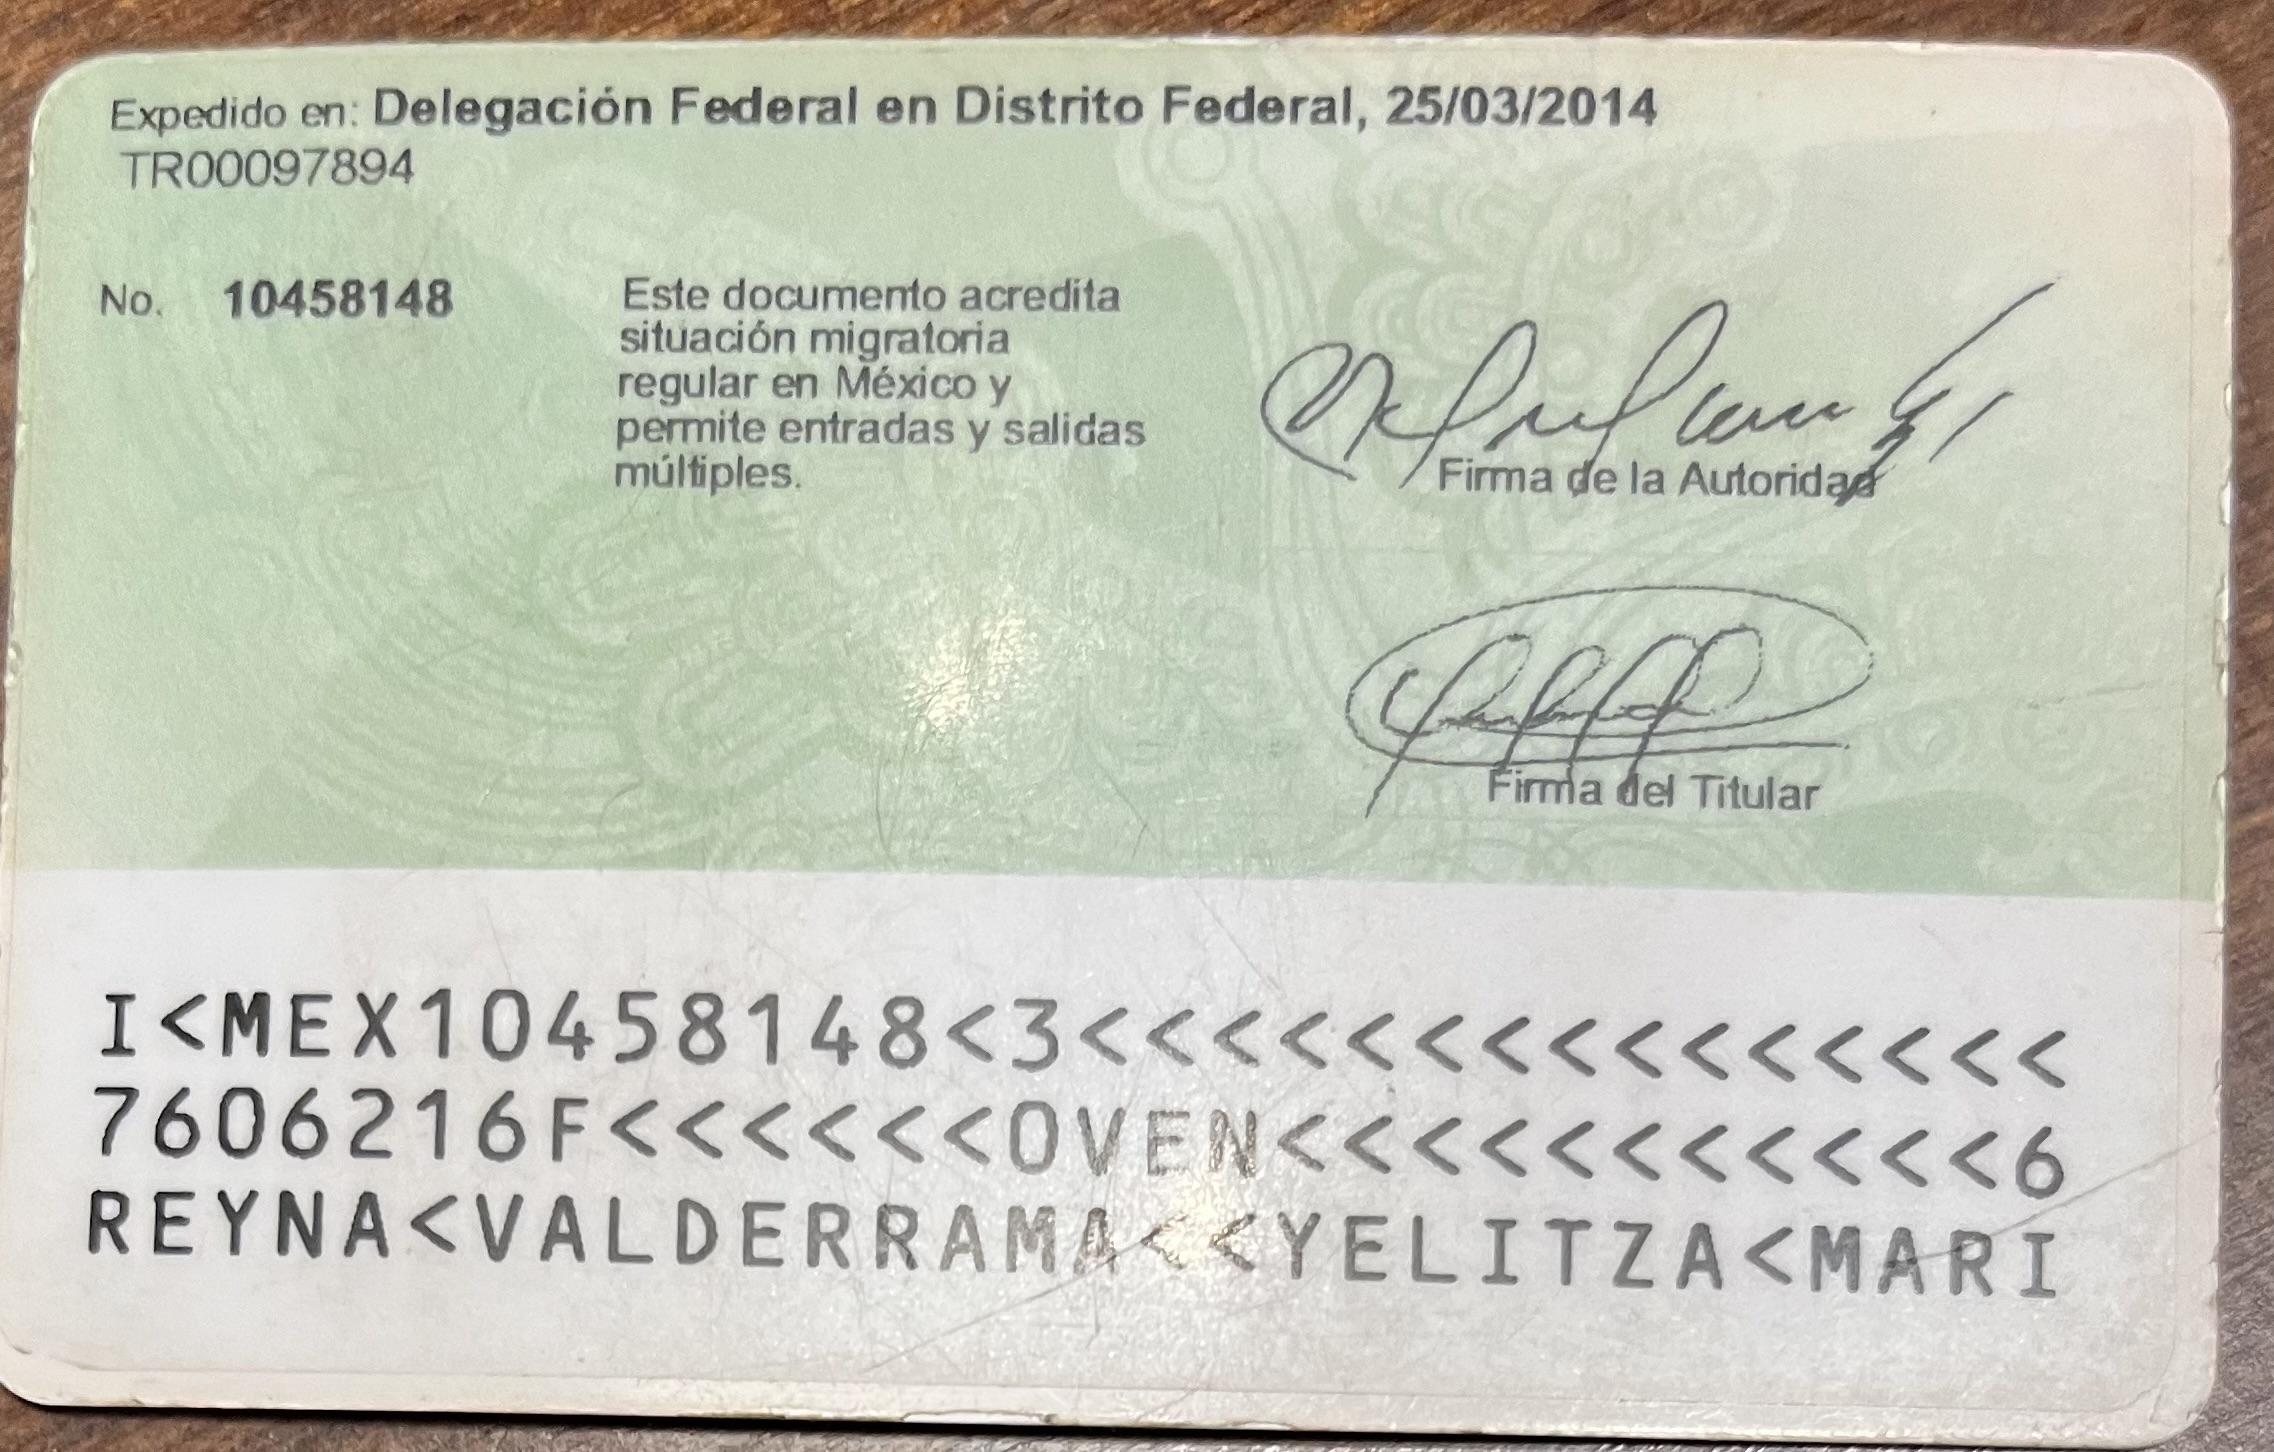 Expedido en: Delegación Federal en Distrito Federal, 25/03/2014
TR00097894
No. 10458148
Este documento acredita
situación migratoria
regular en México y
permite entradas y salidas
múltiples.
Firma de la Autoridad
Firma del Titular
I<MEX10458148<3<<<<<<<<<<<<<<<
7606216F<<<<<<OVEN<<<<<<<<<<<6
REYNA<VALDERRAMA<<YELITZA<MARI